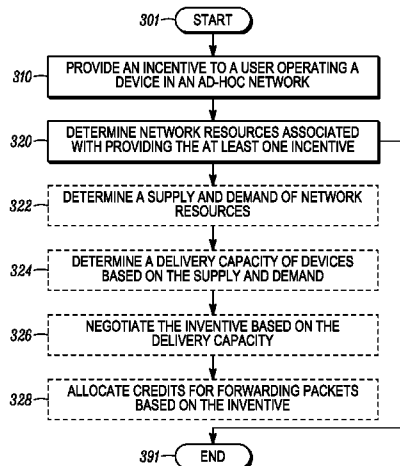 301 START
310 PROVIDE AN INCENTIVE TO A USER OPERATING A
DEVICE IN AN AD-HOC NETWORK
320 DETERMINE NETWORK RESOURCES ASSOCIATED
WITH PROVIDING THE AT LEAST ONE INCENTIVE
322 DETERMINE A SUPPLY AND DEMAND OF NETWORK
RESOURCES
324 DETERMINE A DELIVERY CAPACITY OF DEVICES
BASED ON THE SUPPLY AND DEMAND
326 NEGOTIATE THE INVENTIVE BASED ON THE
DELIVERY CAPACITY
328 ALLOCATE CREDITS FOR FORWARDING PACKETS
BASED ON THE INVENTIVE
391 END